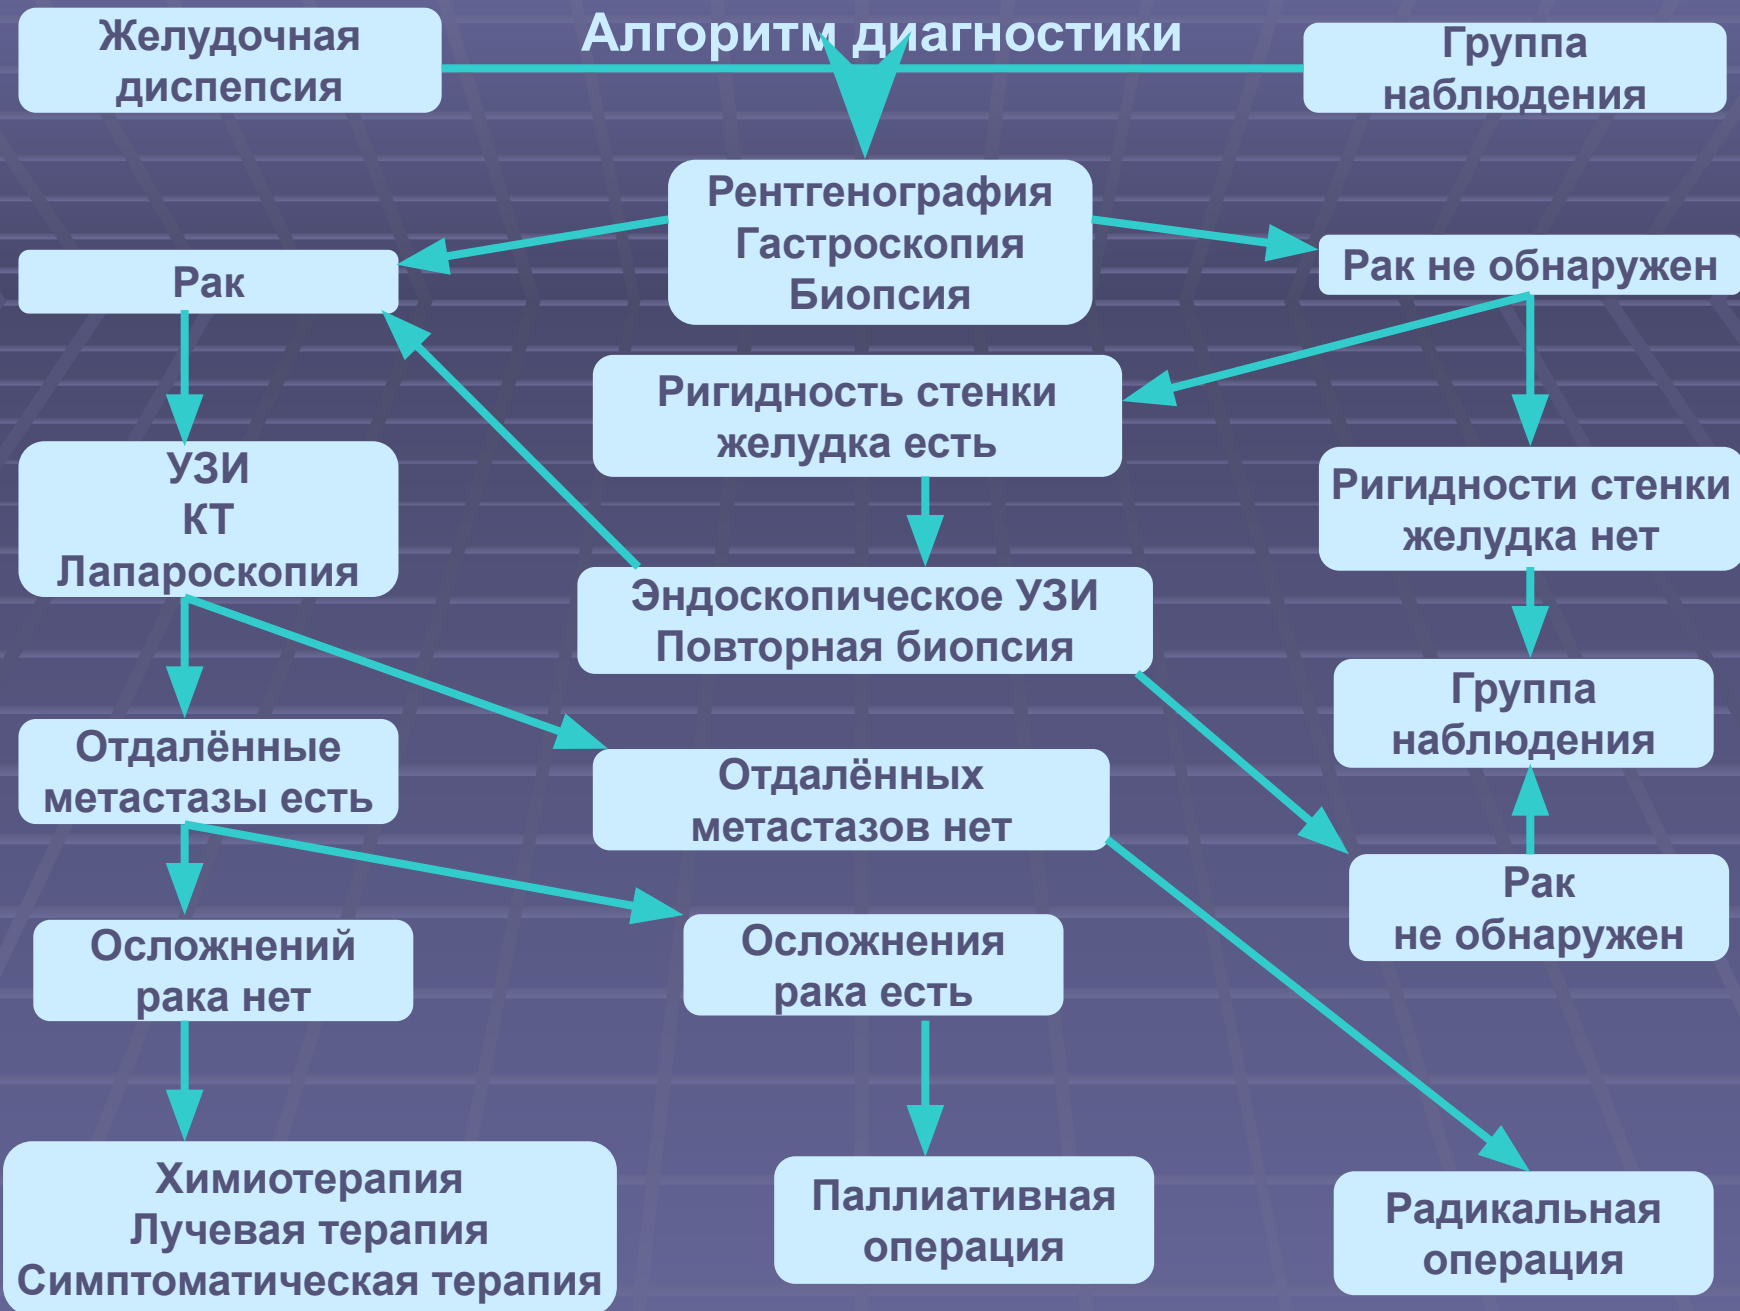 Алгоритм диагностики
Желудочная
диспепсия
Группа
наблюдения
Рентгенография
Гастроскопия
Биопсия
Рак
Рак не обнаружен
Ригидность стенки
желудка есть
УЗИ
КТ
Лапароскопия
Ригидности стенки
желудка нет
Эндоскопическое УЗИ
Повторная биопсия
Группа
наблюдения
Отдалённые
метастазы есть
Отдалённых
метастазов нет
Рак
не обнаружен
Осложнений
рака нет
Осложнения
рака есть
Химиотерапия
Лучевая терапия
Симптоматическая терапия
Паллиативная
операция
Радикальная
операция